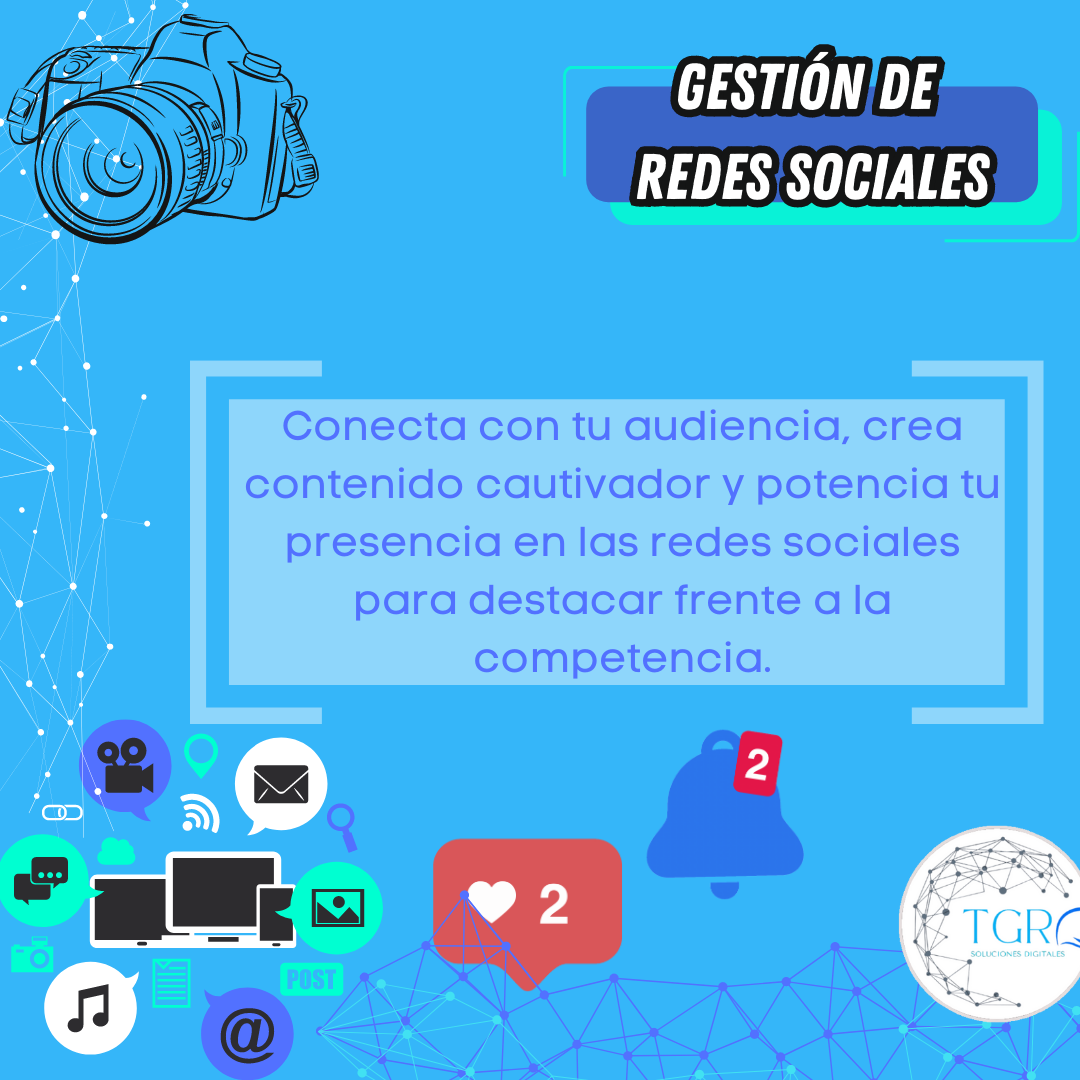 GESTIÓN DE
REDES SOCIALES
Conecta con tu audiencia, crea
contenido cautivador y potencia tu
presencia en las redes sociales
para destacar frente a la
competencia.
2
2
POST
@
TGR
SOLUCIONES DIGITALES